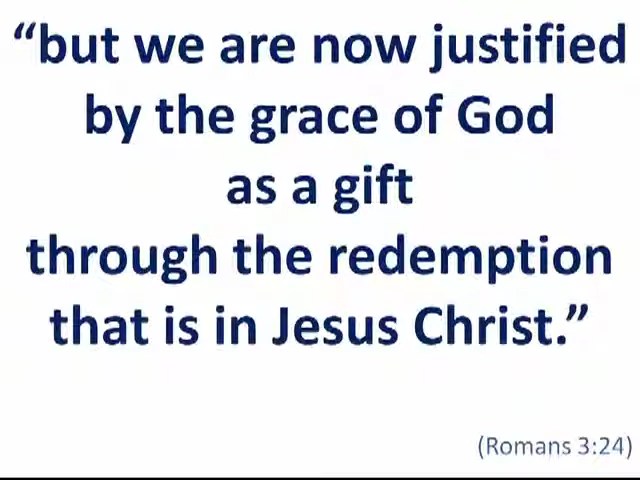 “but we are now justified
by the grace of God
as a gift
through the redemption
that is in Jesus Christ.”
(Romans 3:24)